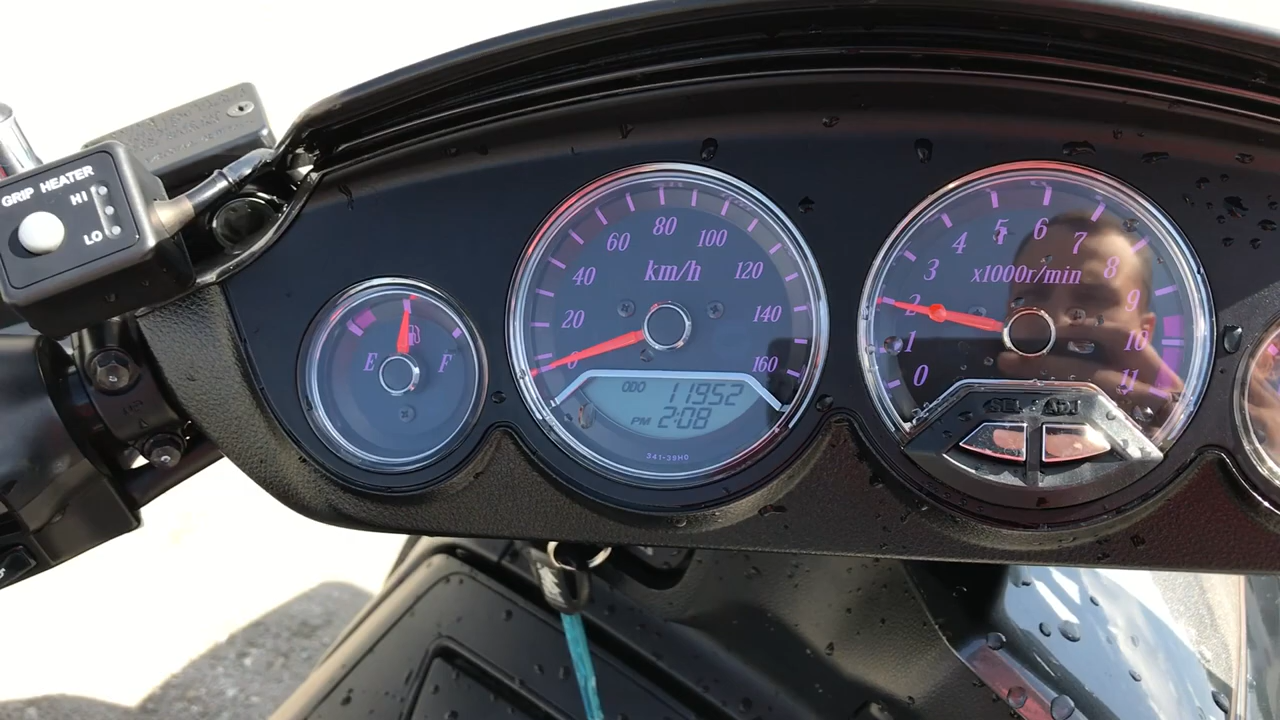 GRIP HEATER
HI
LO
E
F
0
20
40
60
80
100
120
140
160
km/h
ODO 11952
PM 2:08
341-39H0
0
1
2
3
4
5
6
7
8
9
10
11
x1000r/min
SEL ADJ